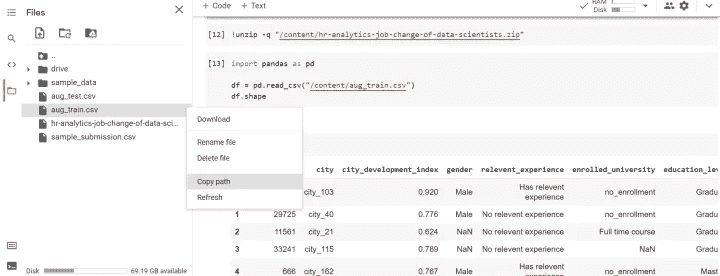 Files
+ Code + Text
RAM
Disk
..
drive
sample_data
aug_test.csv
aug_train.csv
hr-analytics-job-change-of-data-sci...
sample_submission.csv
Download
Rename file
Delete file
Copy path
Refresh
Disk 69.19 GB available
[12] !unzip -q "/content/hr-analytics-job-change-of-data-scientists.zip"
[13] import pandas as pd
df = pd.read_csv("/content/aug_train.csv")
df.shape
city city_development_index gender relevent_experience enrolled_university education_lev
city_103 0.920 Male Has relevent experience no_enrollment Gradu
1 29725 city_40 0.776 Male No relevent experience no_enrollment Gradu
2 11561 city_21 0.624 NaN No relevent experience Full time course Gradu
3 33241 city_115 0.789 NaN No relevent experience NaN Gradu
4 666 city_162 0.767 Male Has relevent experience no_enrollment Mast